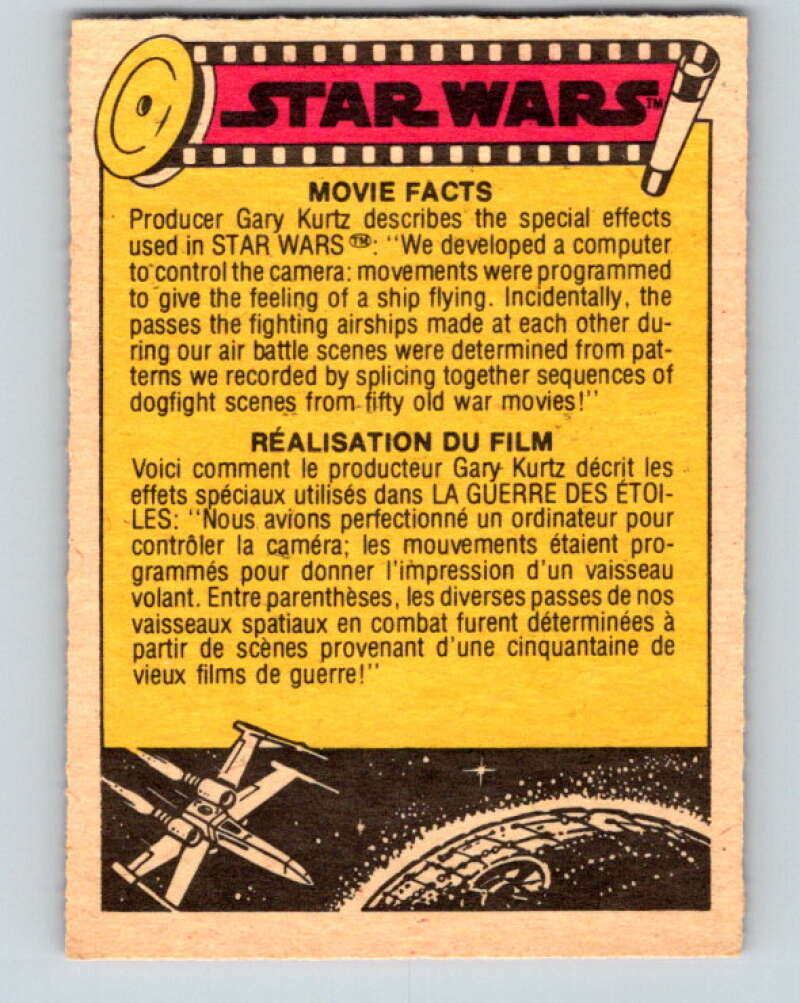 STAR WARS™
MOVIE FACTS
Producer Gary Kurtz describes the special effects
used in STAR WARS™: "We developed a computer
to control the camera: movements were programmed
to give the feeling of a ship flying. Incidentally, the
passes the fighting airships made at each other du-
ring our air battle scenes were determined from pat-
terns we recorded by splicing together sequences of
dogfight scenes from fifty old war movies!"
RÉALISATION DU FILM
Voici comment le producteur Gary Kurtz décrit les
effets spéciaux utilisés dans LA GUERRE DES ÉTOI-
LES: "Nous avions perfectionné un ordinateur pour
contrôler la caméra; les mouvements étaient pro-
grammés pour donner l'impression d'un vaisseau
volant. Entre parenthèses, les diverses passes de nos
vaisseaux spatiaux en combat furent déterminées à
partir de scènes provenant d'une cinquantaine de
vieux films de guerre!"